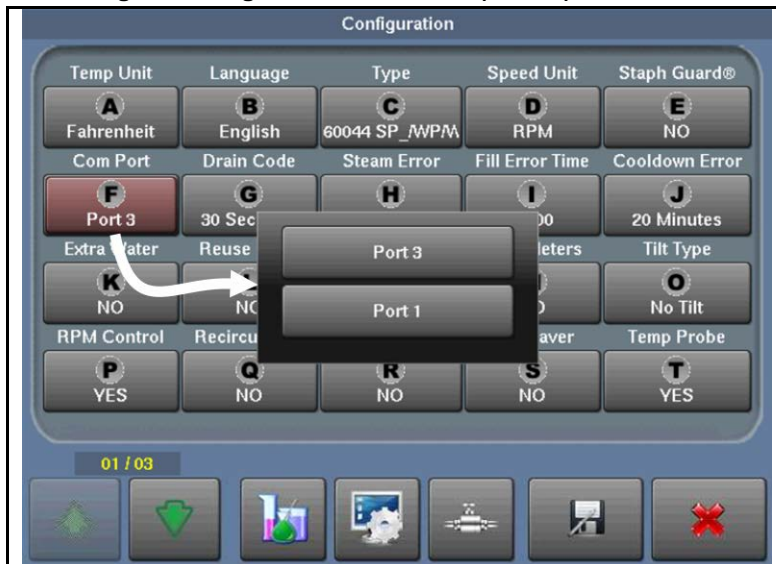 Configuration
Temp Unit Language Type Speed Unit Staph Guard®
A B C D E
Fahrenheit English 60044 SP_/WP/W RPM NO
Com Port Drain Code Steam Error Fill Error Time Cooldown Error
F G H I J
Port 3 30 Sec 00 20 Minutes
Port 3
Extra Water Reuse leters Tilt Type
K O
NO No Tilt
Port 1
RPM Control Recircu aver Temp Probe
P Q R S T
YES NO NO NO YES
01 / 03